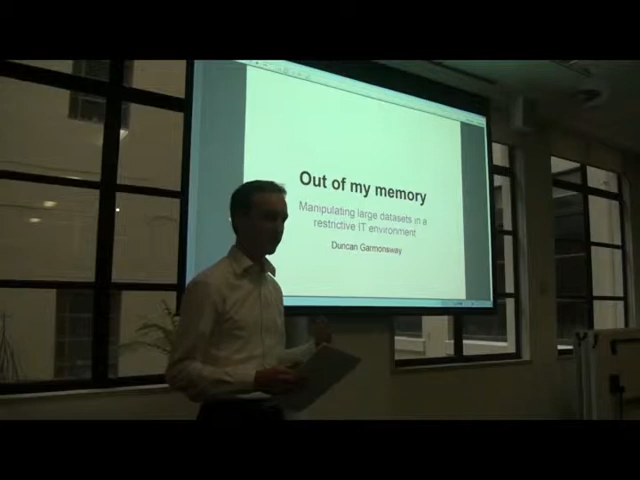 Out of my memory
Manipulating large datasets in a
restrictive IT environment
Duncan Garmonsway